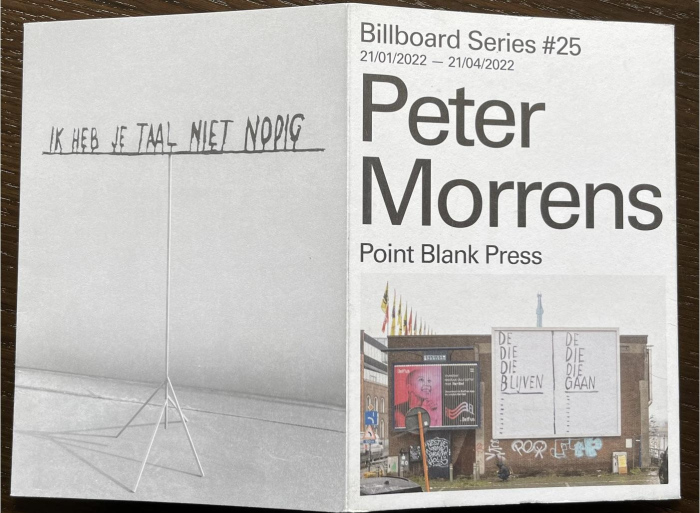 IK HEB JE TAAL NIET NODIG
Billboard Series #25
21/01/2022 — 21/04/2022
Peter
Morrens
Point Blank Press
DE
DIE
DIE
BLIJVEN
DE
DIE
DIE
GAAN